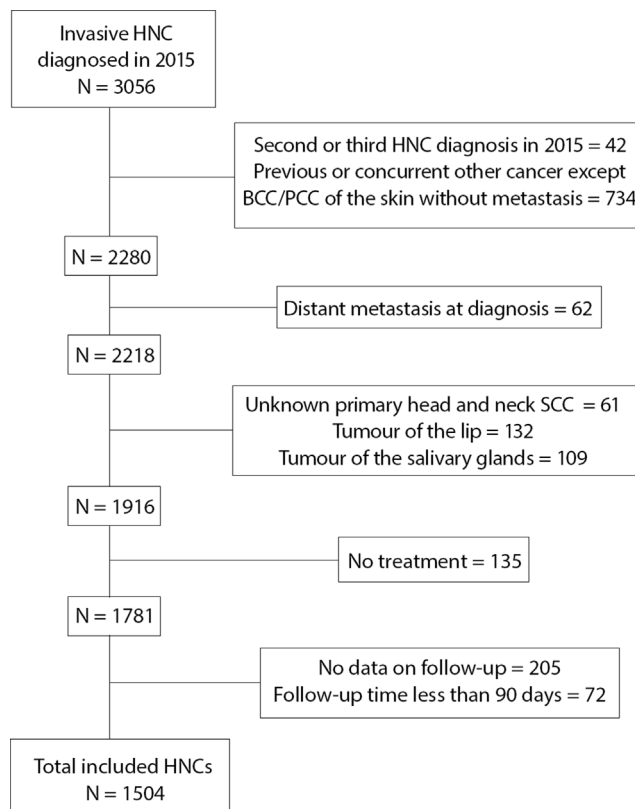 Invasive HNC
diagnosed in 2015
N = 3056
Second or third HNC diagnosis in 2015 = 42
Previous or concurrent other cancer except
BCC/PCC of the skin without metastasis = 734
N = 2280
Distant metastasis at diagnosis = 62
N = 2218
Unknown primary head and neck SCC = 61
Tumour of the lip = 132
Tumour of the salivary glands = 109
N = 1916
No treatment = 135
N = 1781
No data on follow-up = 205
Follow-up time less than 90 days = 72
Total included HNCs
N = 1504